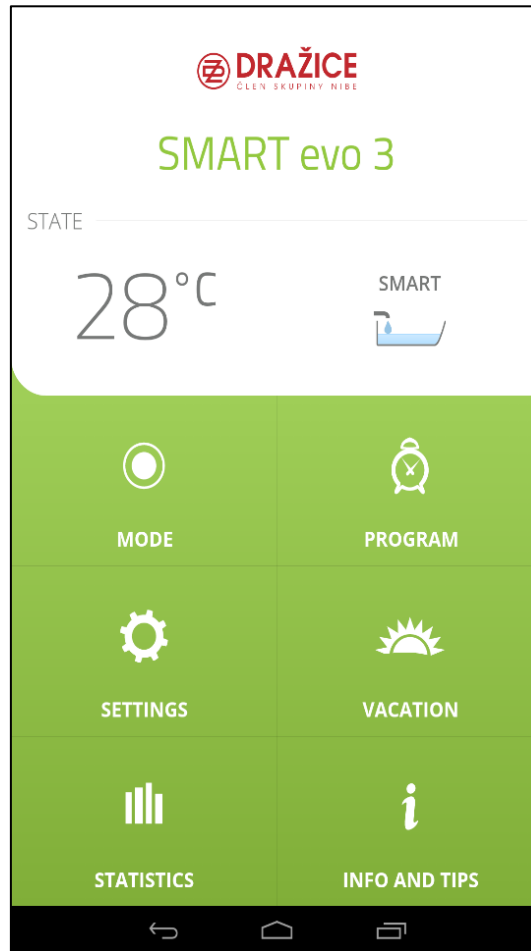 DRAŽICE
ČLEN SKUPINY NIBE
SMART evo 3
STATE
28°C
SMART
MODE
PROGRAM
SETTINGS
VACATION
STATISTICS
INFO AND TIPS